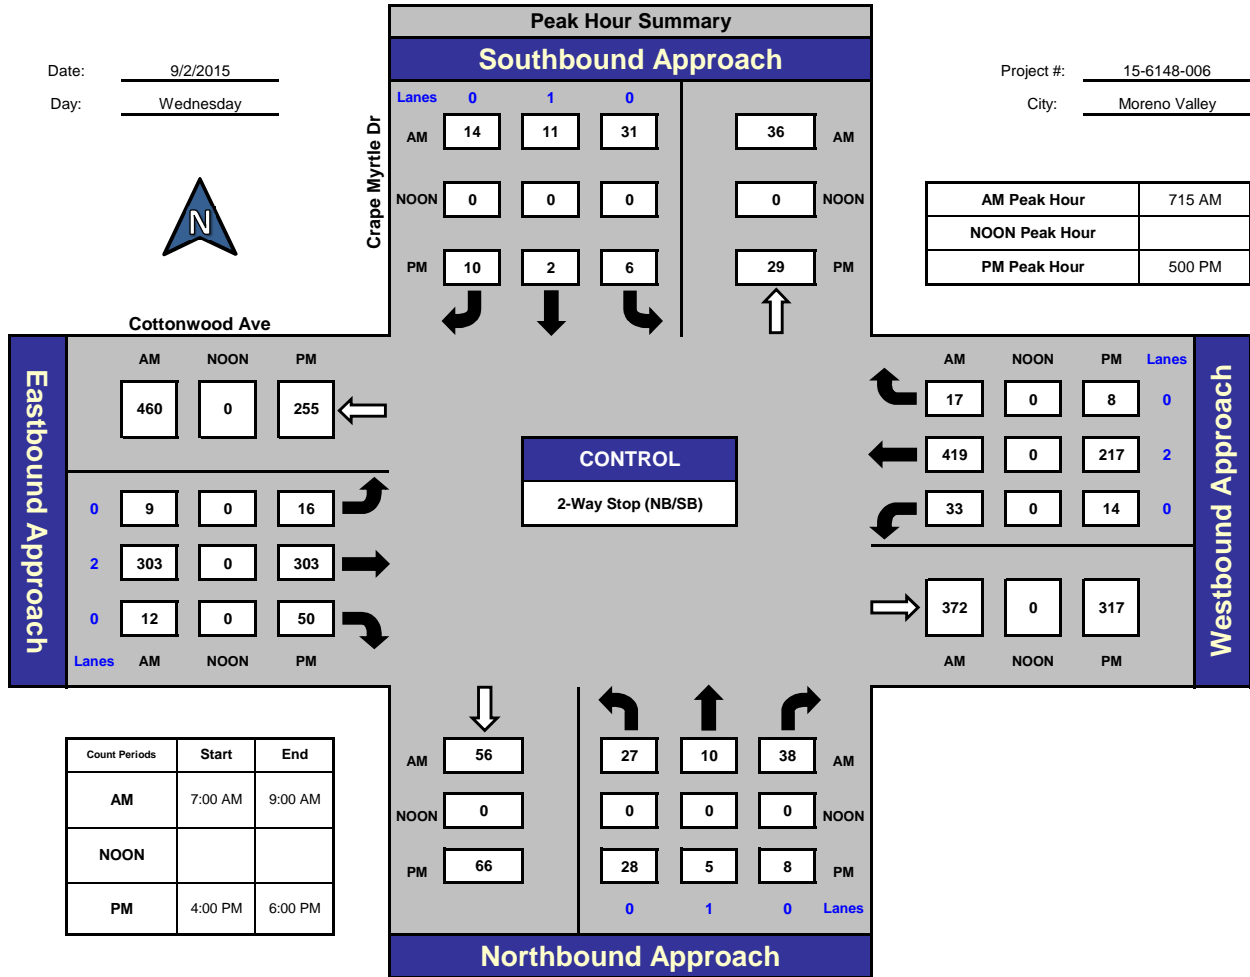 Peak Hour Summary
Southbound Approach
Date: 9/2/2015
Day: Wednesday
Project #: 15-6148-006
City: Moreno Valley
N
Crape Myrtle Dr
Lanes 0 1 0
AM 14 11 31 36 AM
NOON 0 0 0 0 NOON
PM 10 2 6 29 PM
AM Peak Hour 715 AM
NOON Peak Hour
PM Peak Hour 500 PM
Cottonwood Ave
Eastbound Approach
AM NOON PM
460 0 255
0 9 0 16
2 303 0 303
0 12 0 50
Lanes AM NOON PM
CONTROL
2-Way Stop (NB/SB)
AM NOON PM Lanes
17 0 8 0
419 0 217 2
33 0 14 0
372 0 317
AM NOON PM
Westbound Approach
Count Periods Start End
AM 7:00 AM 9:00 AM
NOON
PM 4:00 PM 6:00 PM
AM 56 27 10 38 AM
NOON 0 0 0 0 NOON
PM 66 28 5 8 PM
0 1 0 Lanes
Northbound Approach